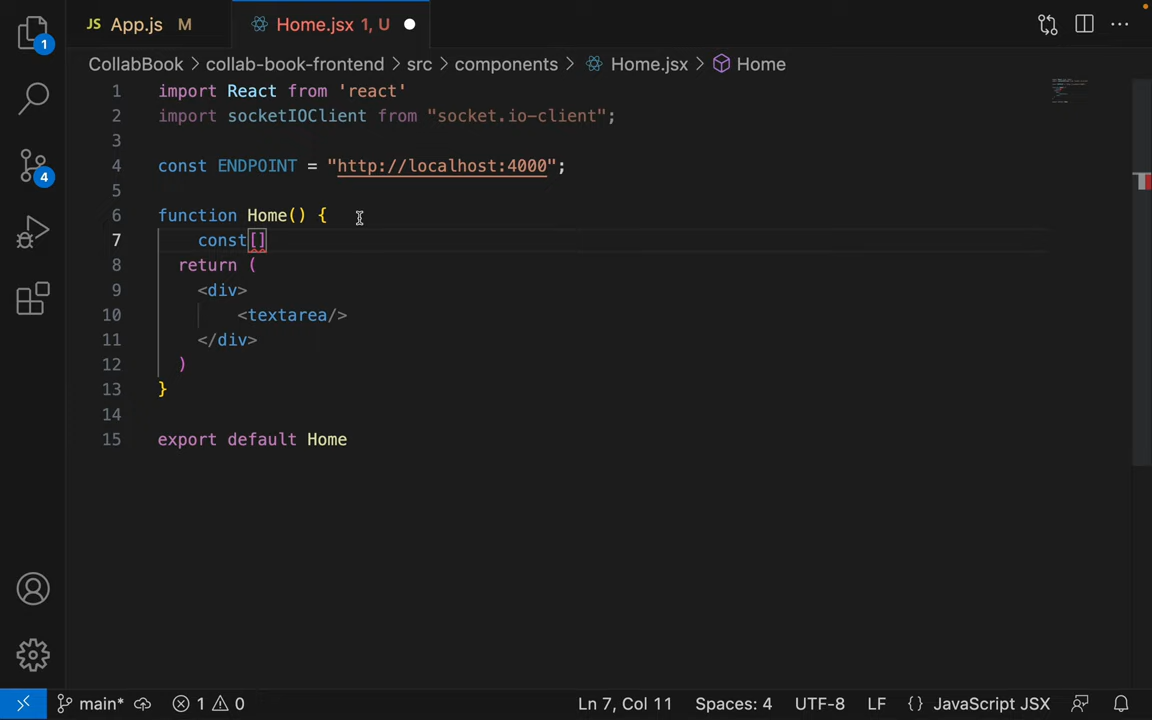 1
4
JS App.js M
Home.jsx 1, U
CollabBook > collab-book-frontend > src > components > Home.jsx > Home
1 import React from 'react'
2 import socketIOClient from "socket.io-client";
3
4 const ENDPOINT = "http://localhost:4000";
5
6 function Home() {
7 const[]
8 return (
9 <div>
10 <textarea/>
11 </div>
12 )
13 }
14
15 export default Home
main* 1 0 Ln 7, Col 11 Spaces: 4 UTF-8 LF {} JavaScript JSX